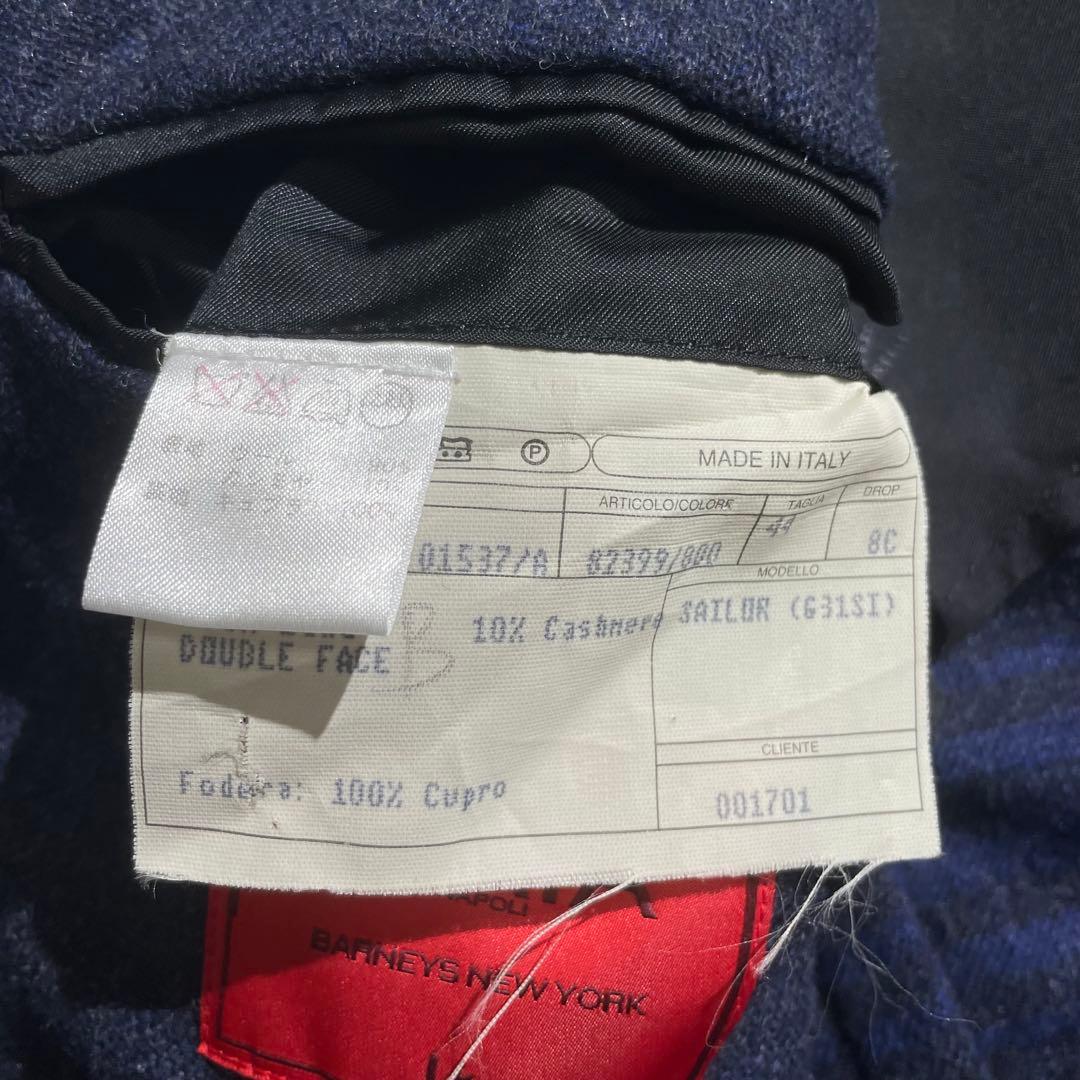 P MADE IN ITALY
ARTICOLO/COLORE TAGLIA DROP
01537/A 82399/800 44 8C
MODELLO
10% Cashmere SAILOR (G31SI)
DOUBLE FACE B
CLIENTE
Fodera: 100% Cupro 001701
NAPOLI
BARNEYS NEW YORK